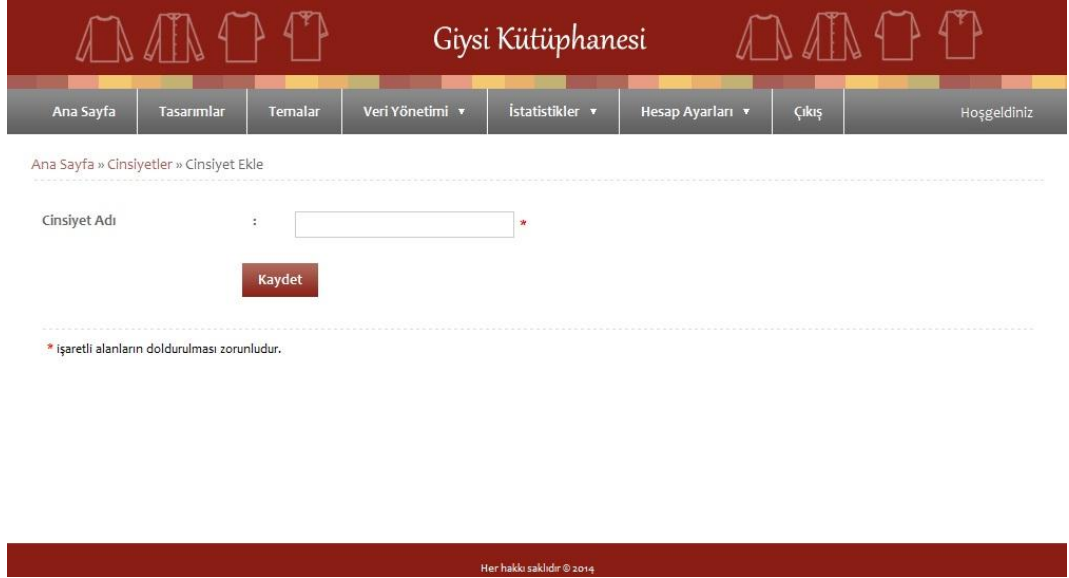 Giysi Kütüphanesi
Ana Sayfa Tasarımlar Temalar Veri Yönetimi ▼ İstatistikler ▼ Hesap Ayarları ▼ Çıkış Hoşgeldiniz
Ana Sayfa » Cinsiyetler » Cinsiyet Ekle
Cinsiyet Adı : *
Kaydet
* işaretli alanların doldurulması zorunludur.
Her hakkı saklıdır © 2014